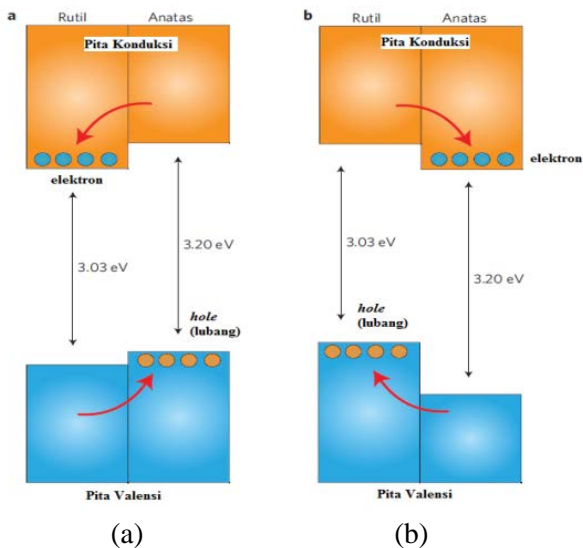 a
Rutil Anatas
Pita Konduksi
elektron
3.03 eV
3.20 eV
hole
(lubang)
Pita Valensi
(a)
b
Rutil Anatas
Pita Konduksi
elektron
3.03 eV
3.20 eV
hole
(lubang)
Pita Valensi
(b)